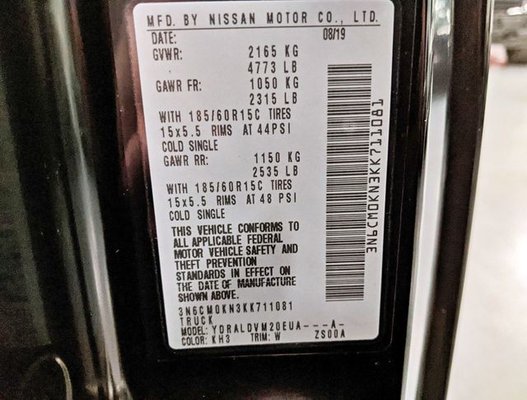 MFD. BY NISSAN MOTOR CO., LTD.
DATE: 08/19
GVWR: 2165 KG
4773 LB
GAWR FR: 1050 KG
2315 LB
WITH 185/60R15C TIRES
15x5.5 RIMS AT 44PSI
COLD SINGLE
GAWR RR: 1150 KG
2535 LB
WITH 185/60R15C TIRES
15x5.5 RIMS AT 48 PSI
COLD SINGLE
THIS VEHICLE CONFORMS TO
ALL APPLICABLE FEDERAL
MOTOR VEHICLE SAFETY AND
THEFT PREVENTION
STANDARDS IN EFFECT ON
THE DATE OF MANUFACTURE
SHOWN ABOVE.
3N6CM0KN3KK711081
TRUCK
MODEL: YDRALDVM20EUA---A-
COLOR: KH3 TRIM: W ZS00A
3N6CM0KN3KK711081